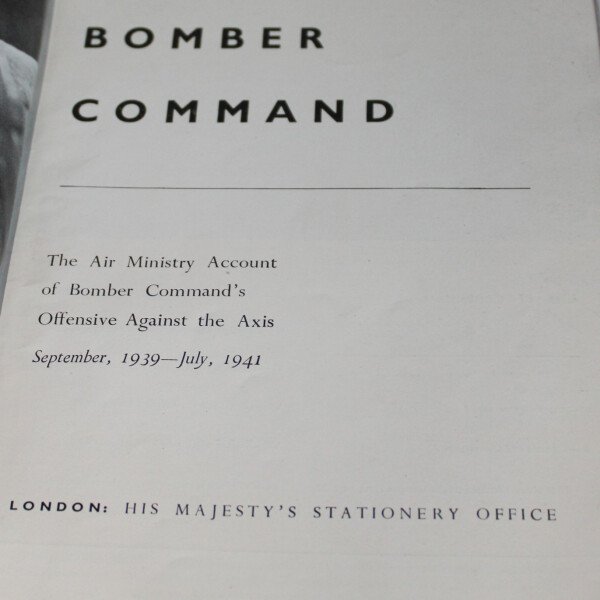 BOMBER
COMMAND
The Air Ministry Account
of Bomber Command's
Offensive Against the Axis
September, 1939—July, 1941
LONDON: HIS MAJESTY'S STATIONERY OFFICE